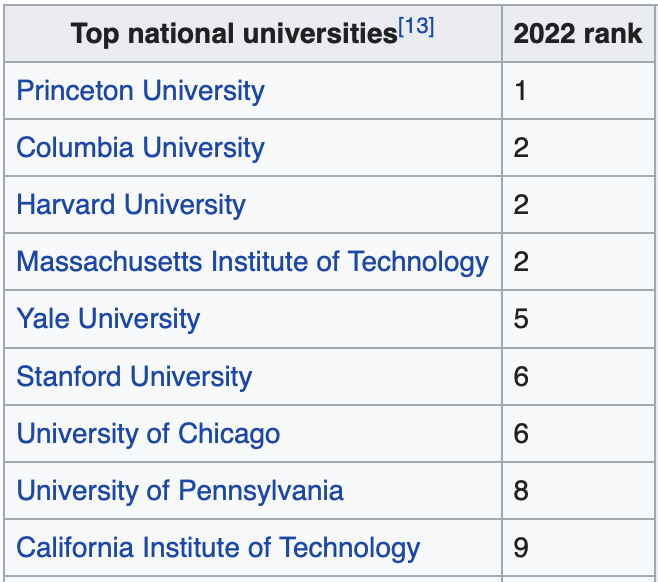 Top national universities[13] 2022 rank
Princeton University 1
Columbia University 2
Harvard University 2
Massachusetts Institute of Technology 2
Yale University 5
Stanford University 6
University of Chicago 6
University of Pennsylvania 8
California Institute of Technology 9